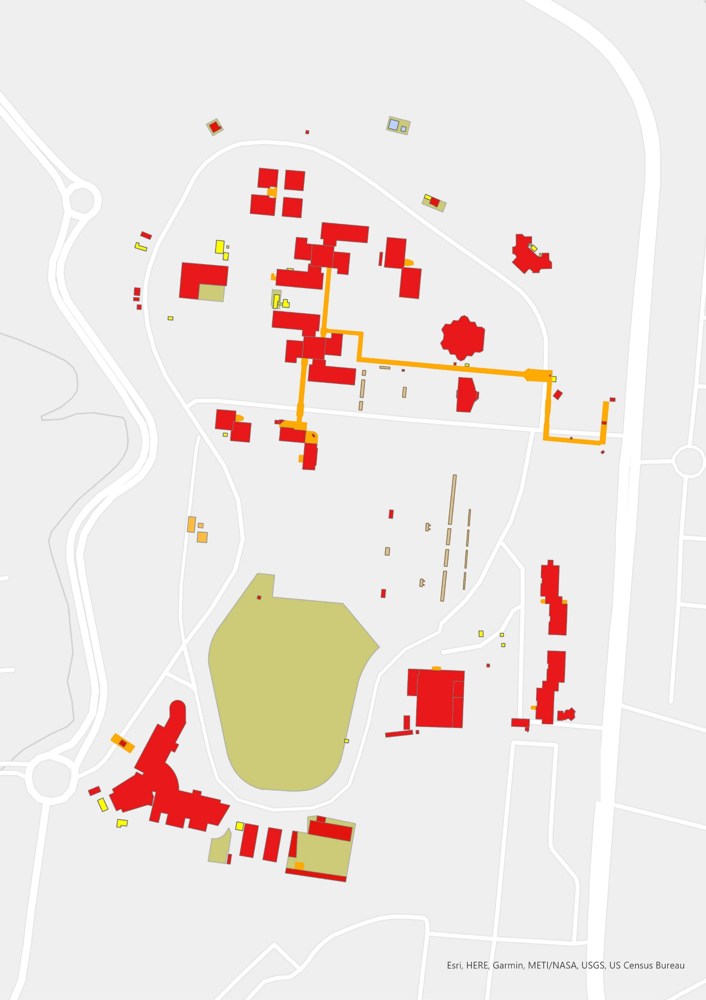 Esri, HERE, Garmin, METI/NASA, USGS, US Census Bureau